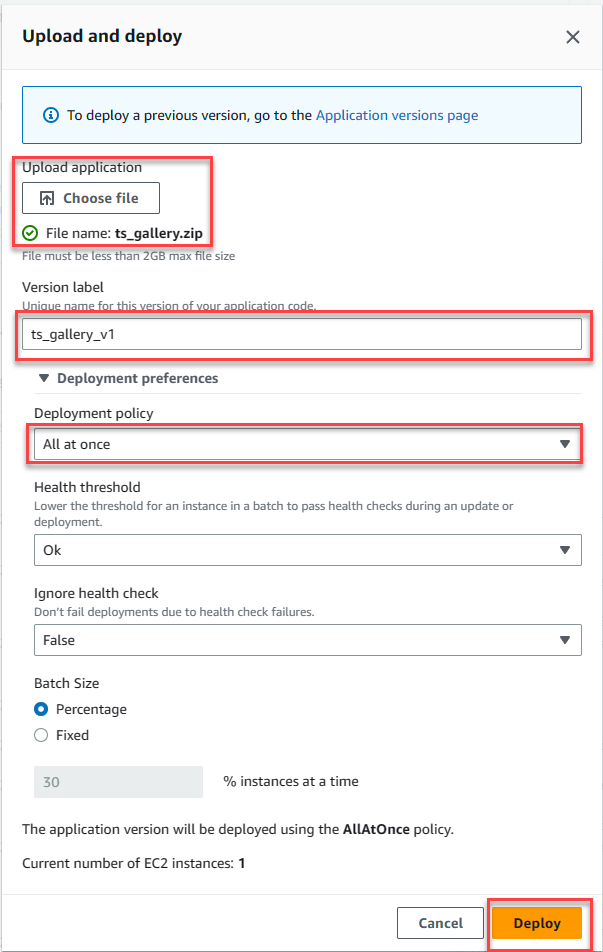 Upload and deploy
To deploy a previous version, go to the Application versions page
Upload application
Choose file
File name: ts_gallery.zip
File must be less than 2GB max file size
Version label
Unique name for this version of your application code.
ts_gallery_v1
Deployment preferences
Deployment policy
All at once
Health threshold
Lower the threshold for an instance in a batch to pass health checks during an update or
deployment.
Ok
Ignore health check
Don't fail deployments due to health check failures.
False
Batch Size
Percentage
Fixed
30 % instances at a time
The application version will be deployed using the AllAtOnce policy.
Current number of EC2 instances: 1
Cancel Deploy